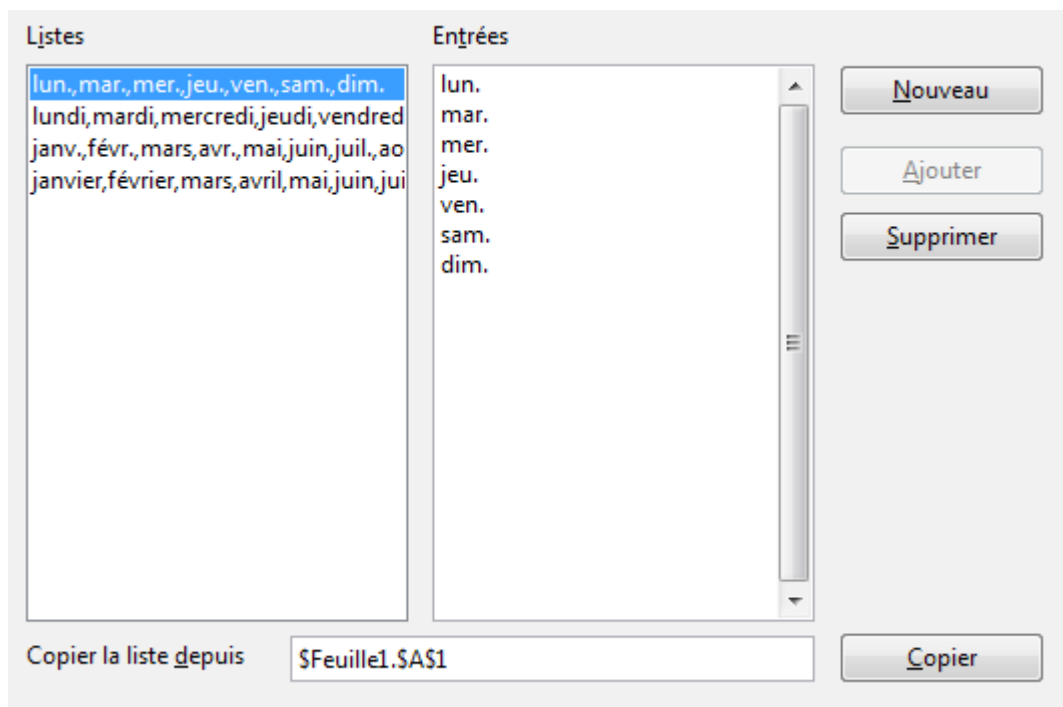 Listes
Entrées
lun.,mar.,mer.,jeu.,ven.,sam.,dim.
lundi,mardi,mercredi,jeudi,vendred
janv.,févr.,mars,avr.,mai,juin,juil.,ao
janvier,février,mars,avril,mai,juin,jui
lun.
mar.
mer.
jeu.
ven.
sam.
dim.
Nouveau
Ajouter
Supprimer
Copier la liste depuis
$Feuille1.$A$1
Copier